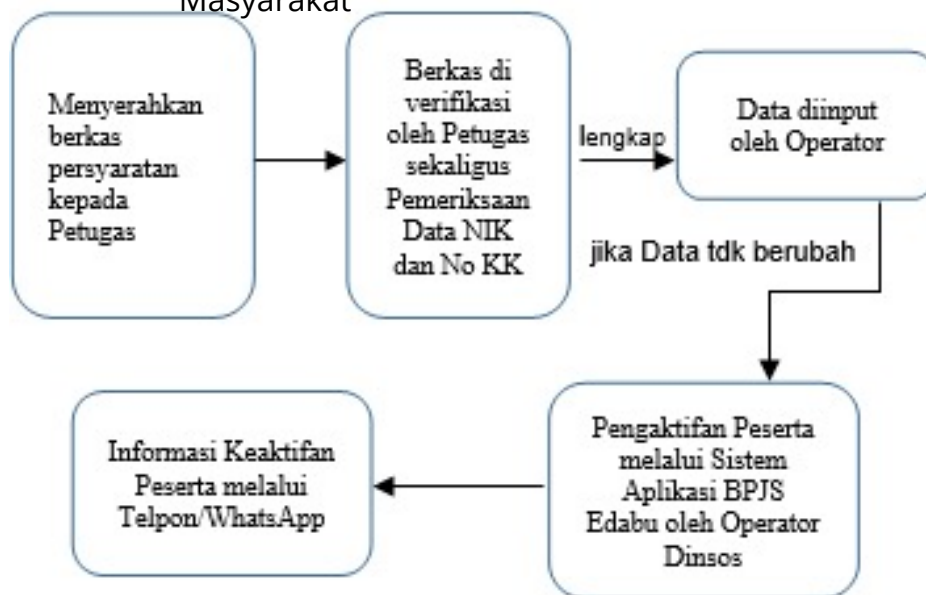 Masyarakat
Menyerahkan
berkas
persyaratan
kepada
Petugas
Berkas di
verifikasi
oleh Petugas
sekaligus
Pemeriksaan
Data NIK
dan No KK
lengkap
Data diinput
oleh Operator
jika Data tdk berubah
Pengaktifan Peserta
melalui Sistem
Aplikasi BPJS
Edabu oleh Operator
Dinsos
Informasi Keaktifan
Peserta melalui
Telpon/WhatsApp